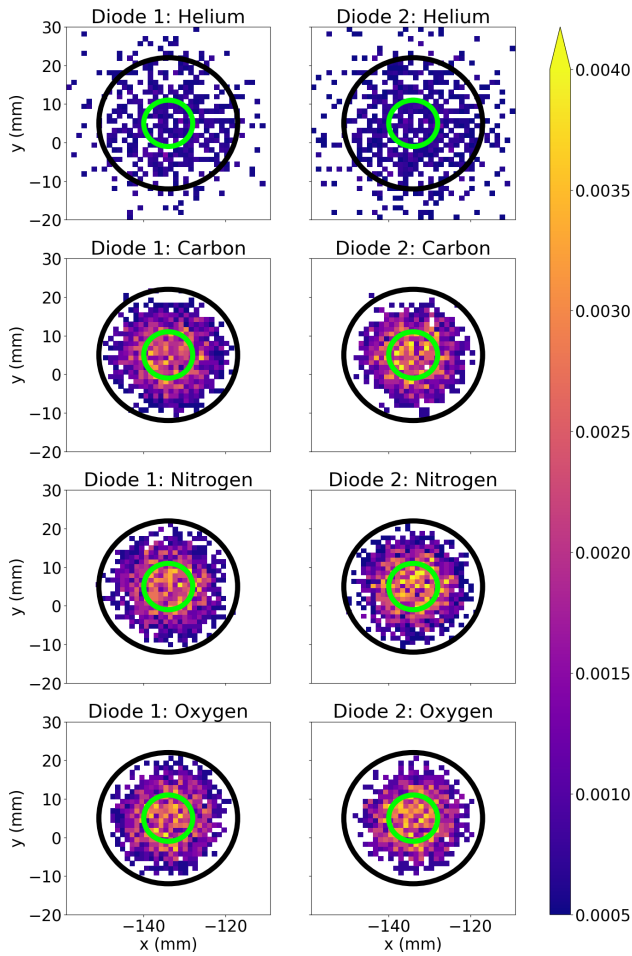 Diode 1: Helium
Diode 2: Helium
30
20
10
0
−10
−20
y (mm)
Diode 1: Carbon
Diode 2: Carbon
30
20
10
0
−10
−20
y (mm)
Diode 1: Nitrogen
Diode 2: Nitrogen
30
20
10
0
−10
−20
y (mm)
Diode 1: Oxygen
Diode 2: Oxygen
30
20
10
0
−10
−20
y (mm)
−140 −120
x (mm)
−140 −120
x (mm)
0.0040
0.0035
0.0030
0.0025
0.0020
0.0015
0.0010
0.0005